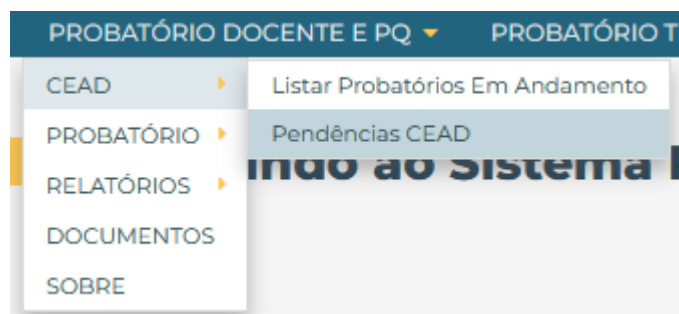 PROBATÓRIO DOCENTE E PQ PROBATÓRIO T
CEAD Listar Probatórios Em Andamento
PROBATÓRIO Pendências CEAD
ao Sistema
RELATÓRIOS
DOCUMENTOS
SOBRE